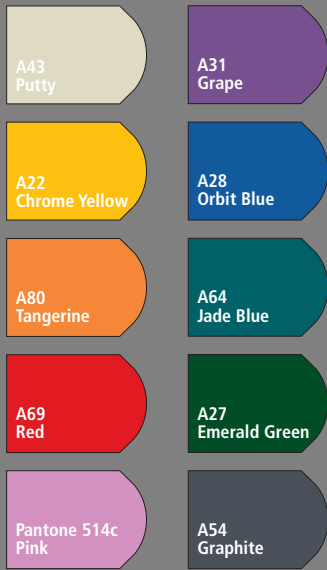 A43
Putty
A31
Grape
A22
Chrome Yellow
A28
Orbit Blue
A80
Tangerine
A64
Jade Blue
A69
Red
A27
Emerald Green
Pantone 514c
Pink
A54
Graphite